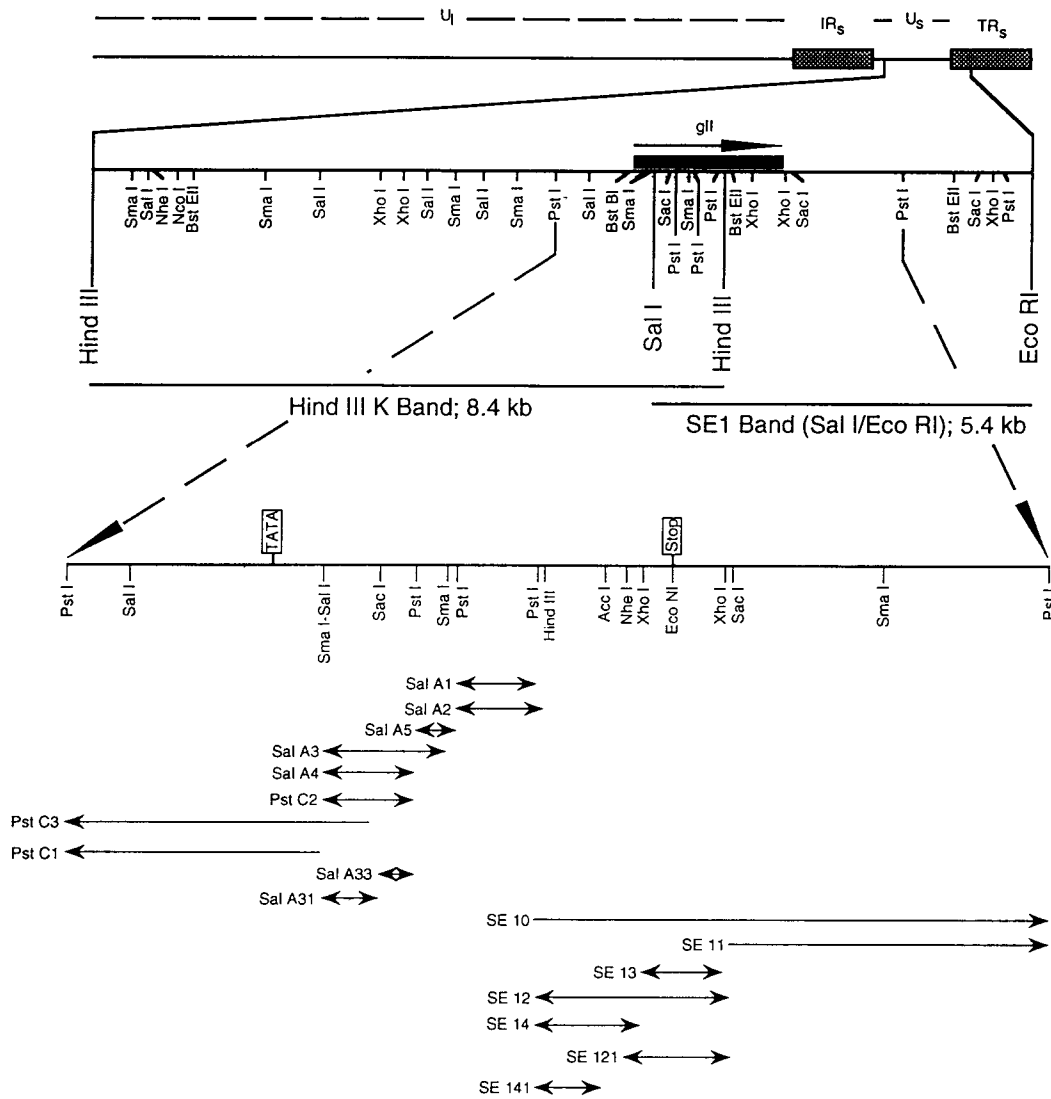 Ul IRs Us TRs
gII
Sma I
Sal I
Nhe I
Nco I
Bst EII
Sma I
Sal I
Xho I
Xho I
Sal I
Sma I
Sal I
Sma I
Pst I
Sal I
Bst BI
Sma I
Sac I
Pst I
Sma I
Pst I
Pst I
Bst EII
Xho I
Xho I
Sac I
Pst I
Bst EII
Sac I
Xho I
Pst I
Hind III
Sal I
Hind III
Eco RI
Hind III K Band; 8.4 kb
SE1 Band (Sal I/Eco RI); 5.4 kb
TATA
Stop
Pst I
Sal I
Sma I-Sal I
Sac I
Pst I
Sma I
Pst I
Pst I
Hind III
Acc I
Nhe I
Xho I
Eco NI
Xho I
Sac I
Sma I
Pst I
Sal A1
Sal A2
Sal A5
Sal A3
Sal A4
Pst C2
Pst C3
Pst C1
Sal A33
Sal A31
SE 10
SE 11
SE 13
SE 12
SE 14
SE 121
SE 141